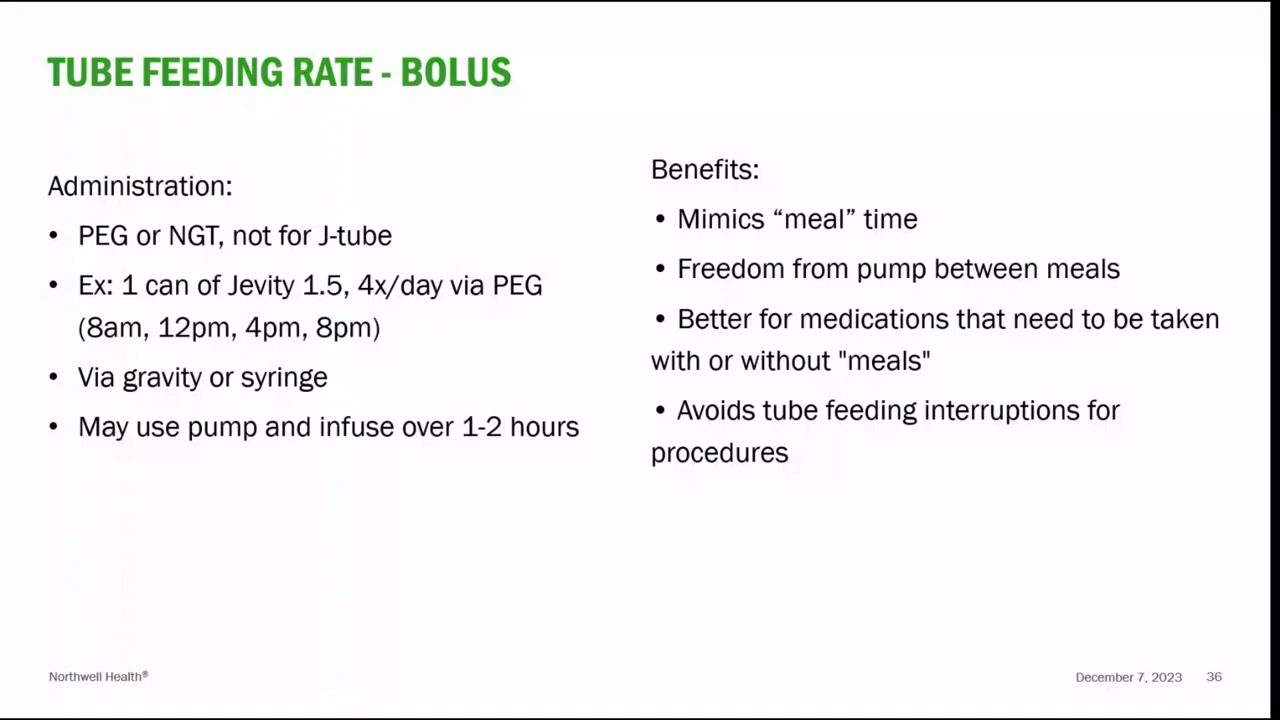 TUBE FEEDING RATE - BOLUS
Administration:
• PEG or NGT, not for J-tube
• Ex: 1 can of Jevity 1.5, 4x/day via PEG
(8am, 12pm, 4pm, 8pm)
• Via gravity or syringe
• May use pump and infuse over 1-2 hours
Benefits:
• Mimics “meal” time
• Freedom from pump between meals
• Better for medications that need to be taken
with or without "meals"
• Avoids tube feeding interruptions for
procedures
Northwell Health®
December 7, 2023 36